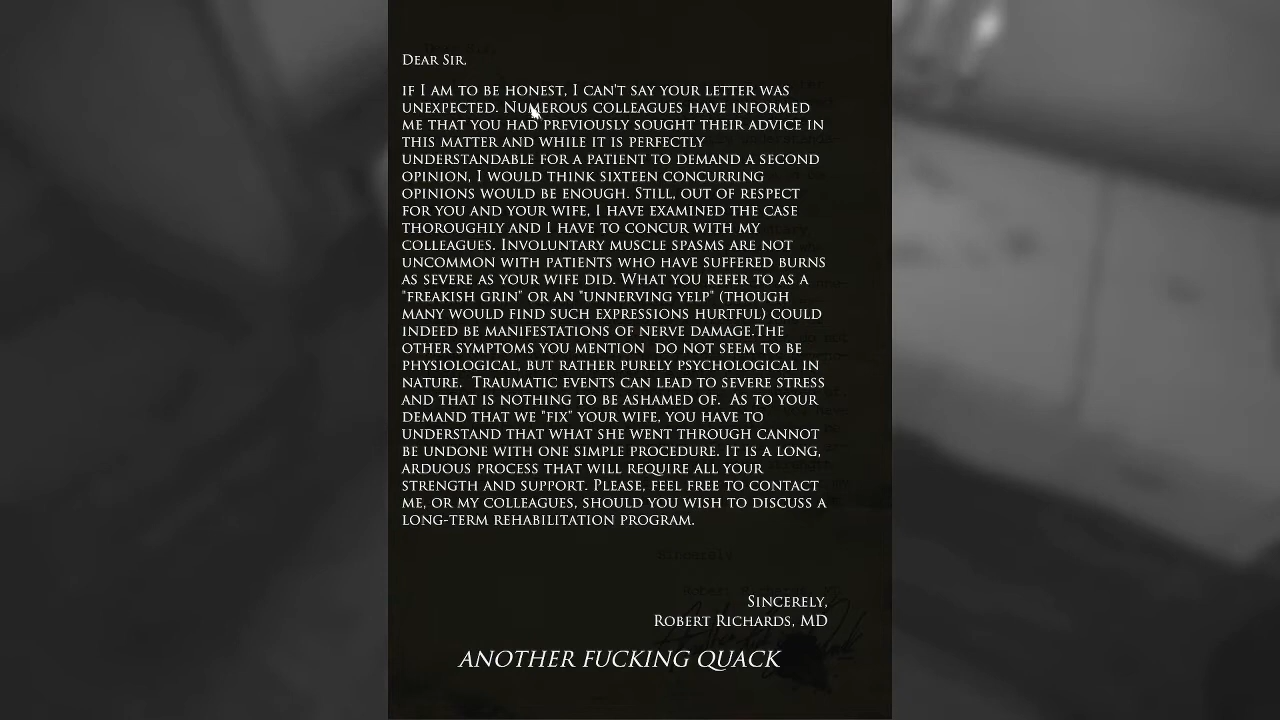 Dear Sir,
if I am to be honest, I can't say your letter was
unexpected. Numerous colleagues have informed
me that you had previously sought their advice in
this matter and while it is perfectly
understandable for a patient to demand a second
opinion, I would think sixteen concurring
opinions would be enough. Still, out of respect
for you and your wife, I have examined the case
thoroughly and I have to concur with my
colleagues. Involuntary muscle spasms are not
uncommon with patients who have suffered burns
as severe as your wife did. What you refer to as a
"freakish grin" or an "unnerving yelp" (though
many would find such expressions hurtful) could
indeed be manifestations of nerve damage.The
other symptoms you mention  do not seem to be
physiological, but rather purely psychological in
nature.  Traumatic events can lead to severe stress
and that is nothing to be ashamed of.  As to your
demand that we "fix" your wife, you have to
understand that what she went through cannot
be undone with one simple procedure. It is a long,
arduous process that will require all your
strength and support. Please, feel free to contact
me, or my colleagues, should you wish to discuss a
long-term rehabilitation program.
Sincerely
Sincerely,
Robert Richards, MD
ANOTHER FUCKING QUACK